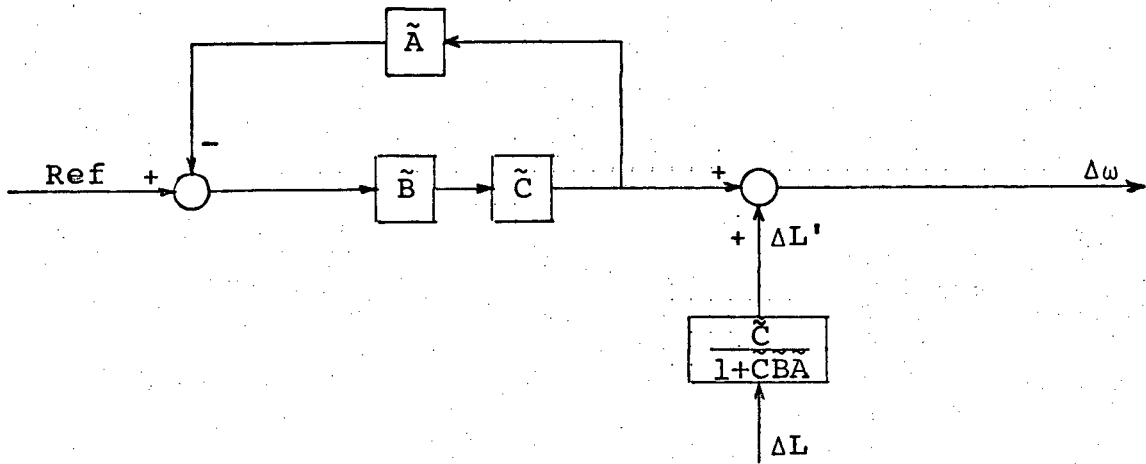 Ã
−
Ref +
B̃
C̃
+
Δω
+ ΔL'
C̃
1+C̃B̃Ã
ΔL